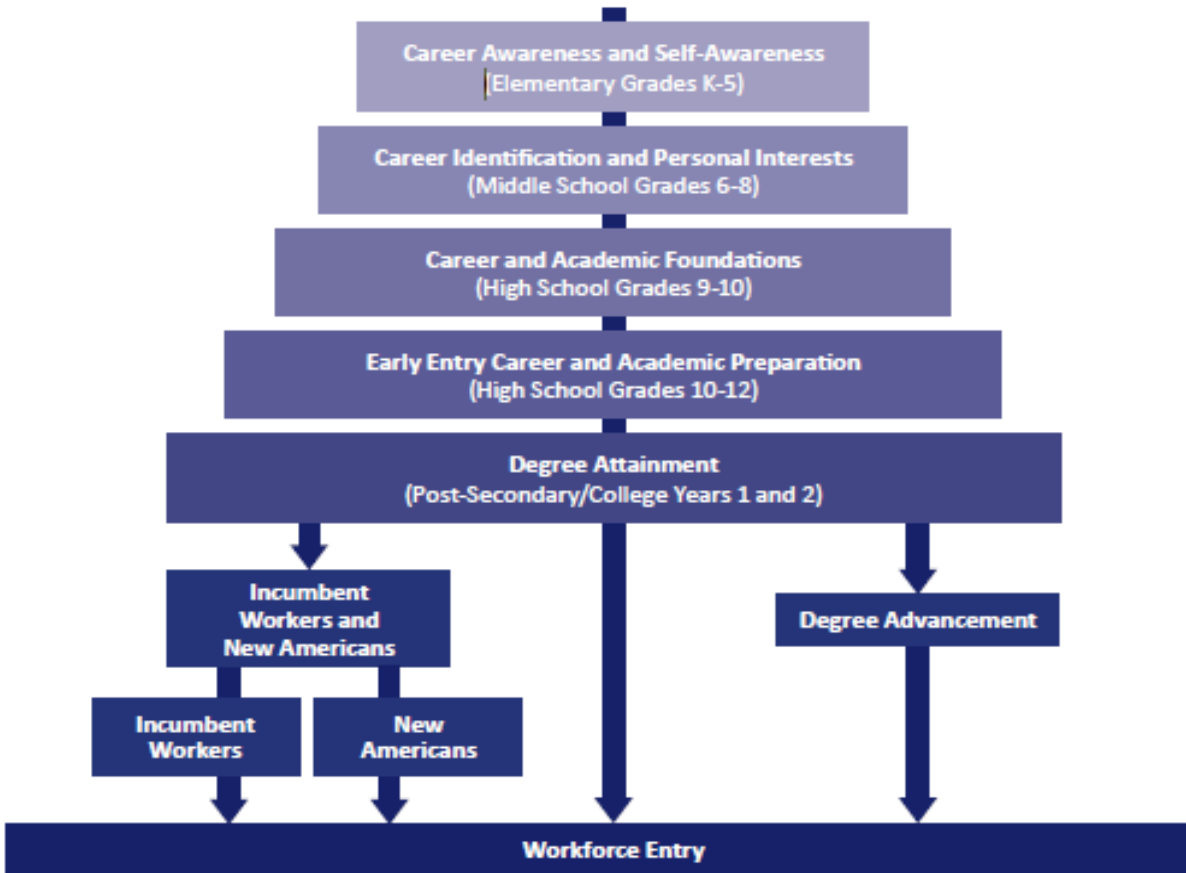 Career Awareness and Self-Awareness
(Elementary Grades K-5)
Career Identification and Personal Interests
(Middle School Grades 6-8)
Career and Academic Foundations
(High School Grades 9-10)
Early Entry Career and Academic Preparation
(High School Grades 10-12)
Degree Attainment
(Post-Secondary/College Years 1 and 2)
Incumbent
Workers and
New Americans
Degree Advancement
Incumbent
Workers
New
Americans
Workforce Entry